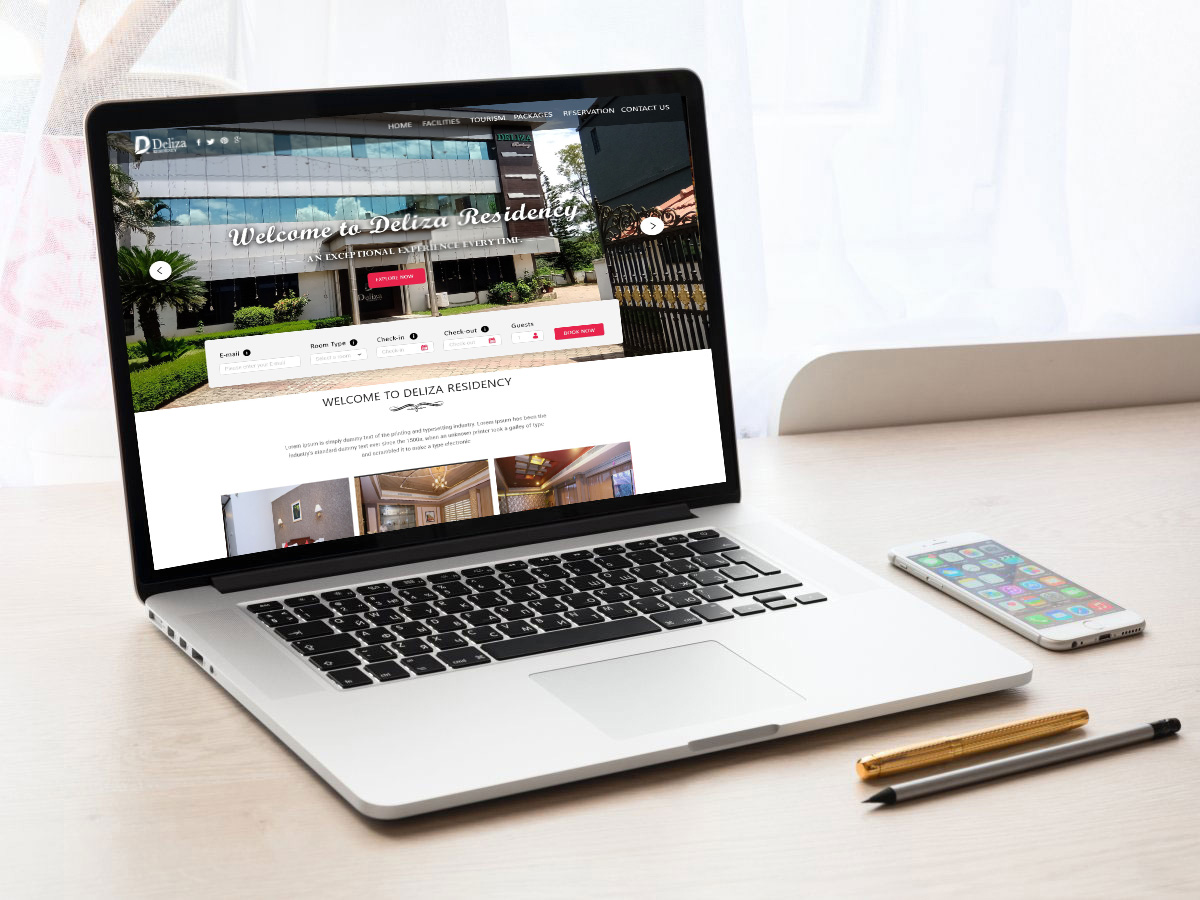 HOME FACILITIES TOURISM PACKAGES RESERVATION CONTACT US
Deliza
RESIDENCY
DELIZA
Residency
Welcome to Deliza Residency
AN EXCEPTIONAL EXPERIENCE EVERYTIME
EXPLORE NOW
Deliza
E-mail Room Type Check-in Check-out Guests
Please enter your E-mail Select a room Check-in Check-out 1 BOOK NOW
WELCOME TO DELIZA RESIDENCY
Lorem Ipsum is simply dummy text of the printing and typesetting industry. Lorem Ipsum has been the
industry's standard dummy text ever since the 1500s, when an unknown printer took a galley of type
and scrambled it to make a type electronic